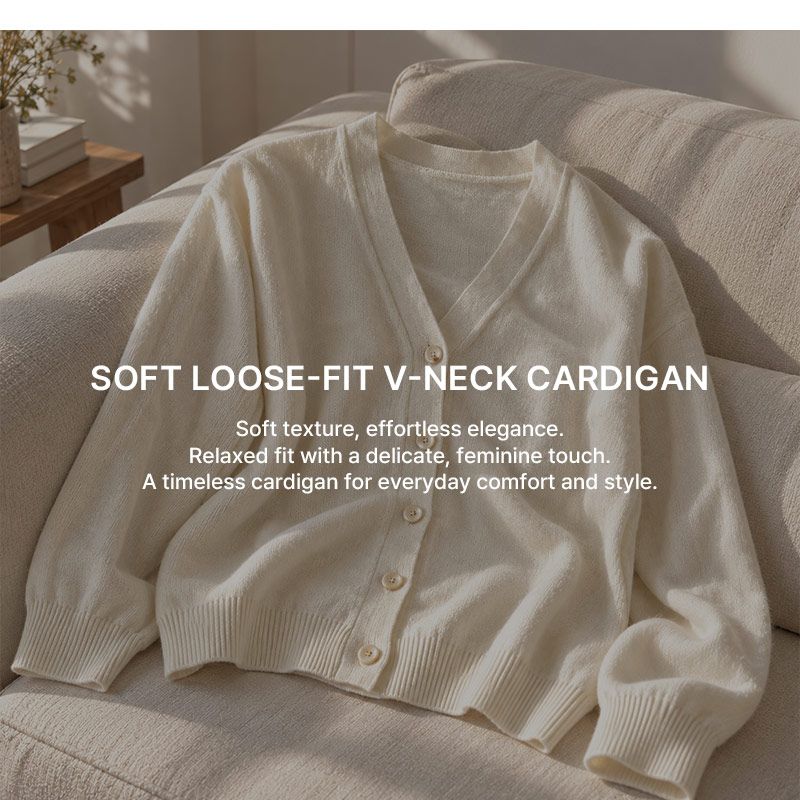 SOFT LOOSE-FIT V-NECK CARDIGAN
Soft texture, effortless elegance.
Relaxed fit with a delicate, feminine touch.
A timeless cardigan for everyday comfort and style.